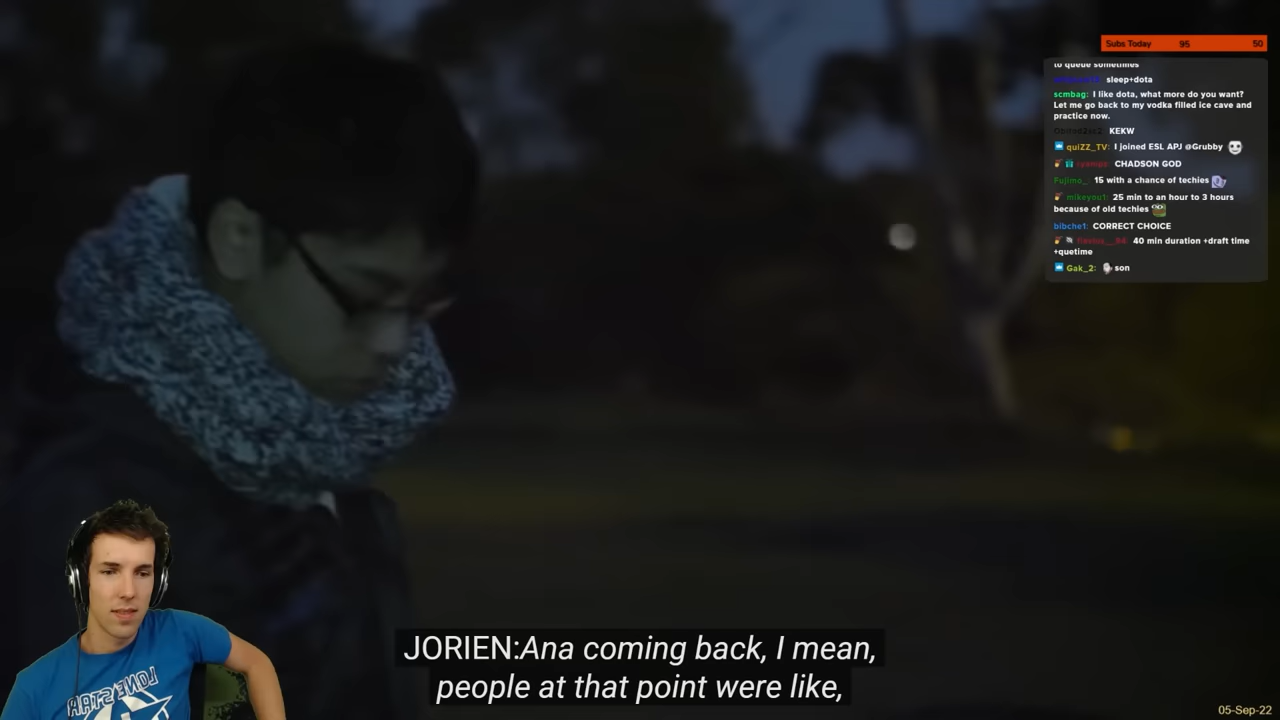 Subs Today 95 50
to queue sometimes
sleep+dota
scmbag: I like dota, what more do you want?
Let me go back to my vodka filled ice cave and
practice now.
KEKW
quiZZ_TV: I joined ESL APJ @Grubby
CHADSON GOD
Fujimo_: 15 with a chance of techies
mikeyou1: 25 min to an hour to 3 hours
because of old techies
bibche1: CORRECT CHOICE
40 min duration +draft time
+quetime
Gak_2: son
LONE STAR
JORIEN:Ana coming back, I mean,
people at that point were like,
05-Sep-22